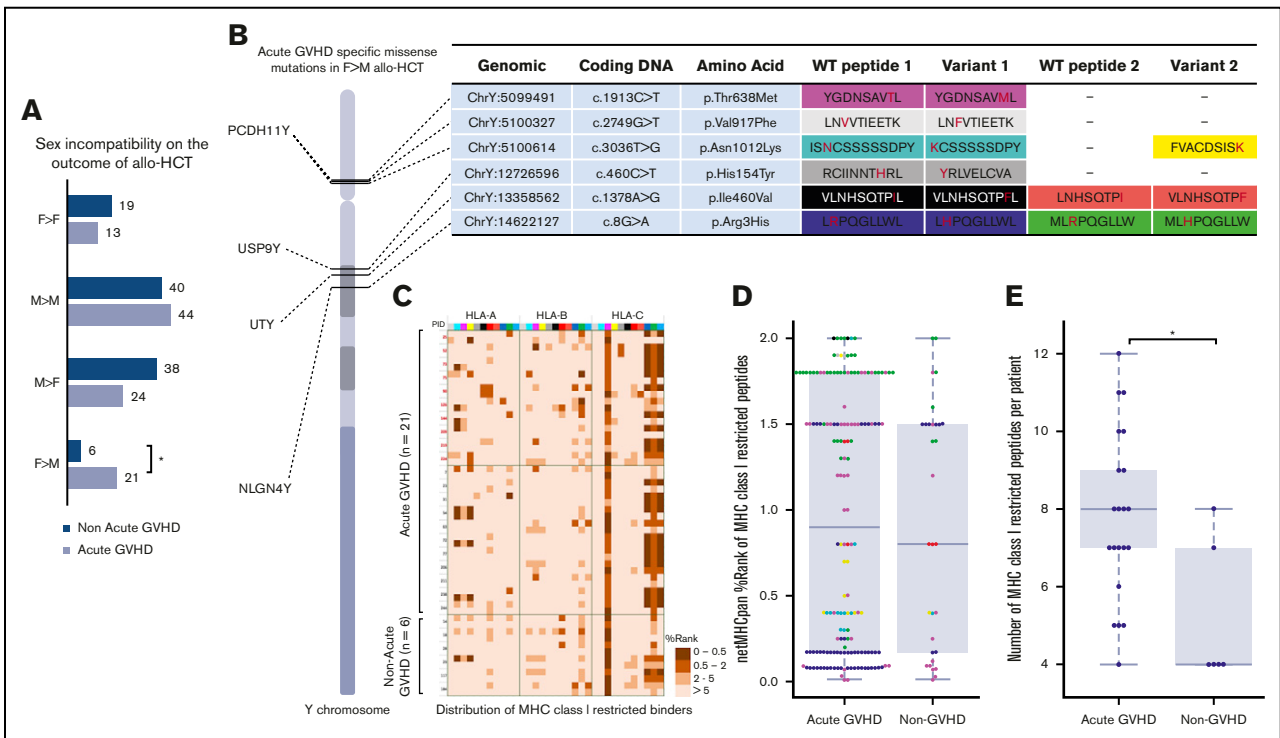 A
Sex incompatibility on the
outcome of allo-HCT
F>F
19
13
M>M
40
44
M>F
38
24
F>M
6
21
*
Non Acute GVHD
Acute GVHD
B
Acute GVHD specific missense
mutations in F>M allo-HCT
PCDH11Y
USP9Y
UTY
NLGN4Y
Y chromosome
Genomic Coding DNA Amino Acid WT peptide 1 Variant 1 WT peptide 2 Variant 2
ChrY:5099491 c.1913C>T p.Thr638Met YGDNSAVTL YGDNSAVML – –
ChrY:5100327 c.2749G>T p.Val917Phe LNVVTIEETK LNFVTIEETK – –
ChrY:5100614 c.3036T>G p.Asn1012Lys ISNCSSSSSDPY KCSSSSSDPY – FVACDSISK
ChrY:12726596 c.460C>T p.His154Tyr RCIINNTHRL YRLVELCVA – –
ChrY:13358562 c.1378A>G p.Ile460Val VLNHSQTPIL VLNHSQTPFL LNHSQTPI VLNHSQTPF
ChrY:14622127 c.8G>A p.Arg3His LRPQGLLWL LHPQGLLWL MLRPQGLLW MLHPQGLLW
C
HLA-A HLA-B HLA-C
PID
Acute GVHD (n = 21)
Non-Acute
GVHD (n = 6)
%Rank
0 – 0.5
0.5 – 2
2 - 5
> 5
Distribution of MHC class I restricted binders
D
netMHCpan %Rank of MHC class I restricted peptides
2.0
1.5
1.0
0.5
0.0
Acute GVHD Non-GVHD
E
Number of MHC class I restricted peptides per patient
*
12
10
8
6
4
Acute GVHD Non-GVHD